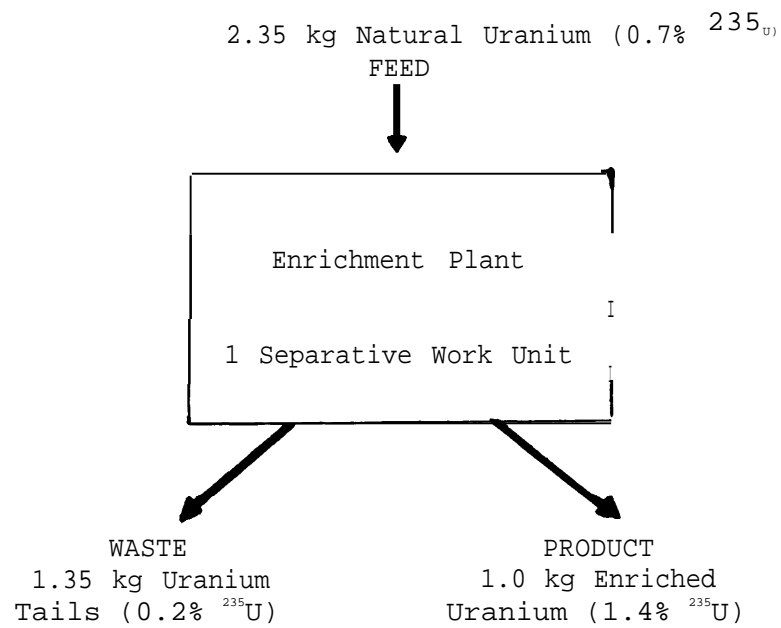 2.35 kg Natural Uranium (0.7% ²³⁵U)
FEED
Enrichment Plant
1 Separative Work Unit
WASTE
1.35 kg Uranium
Tails (0.2% ²³⁵U)
PRODUCT
1.0 kg Enriched
Uranium (1.4% ²³⁵U)